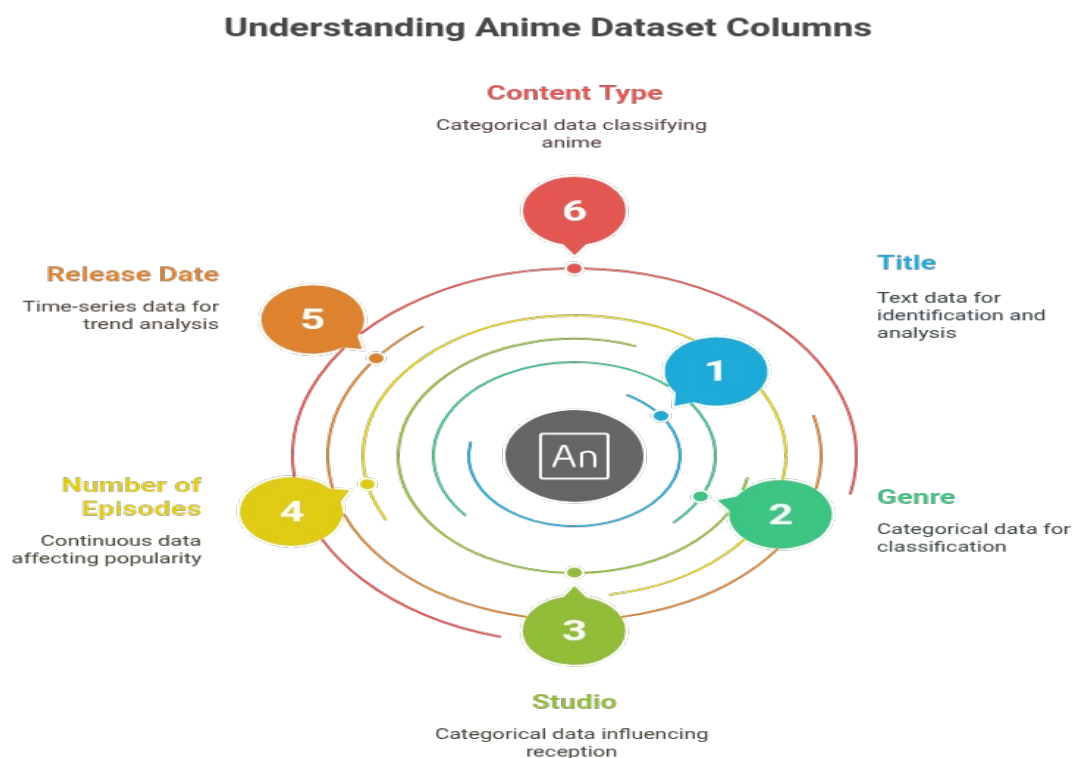 Understanding Anime Dataset Columns
Content Type
Categorical data classifying
anime
6
Release Date
Time-series data for
trend analysis
5
Title
Text data for
identification and
analysis
1
An
Number of
Episodes
Continuous data
affecting popularity
4
Genre
Categorical data for
classification
2
3
Studio
Categorical data influencing
reception